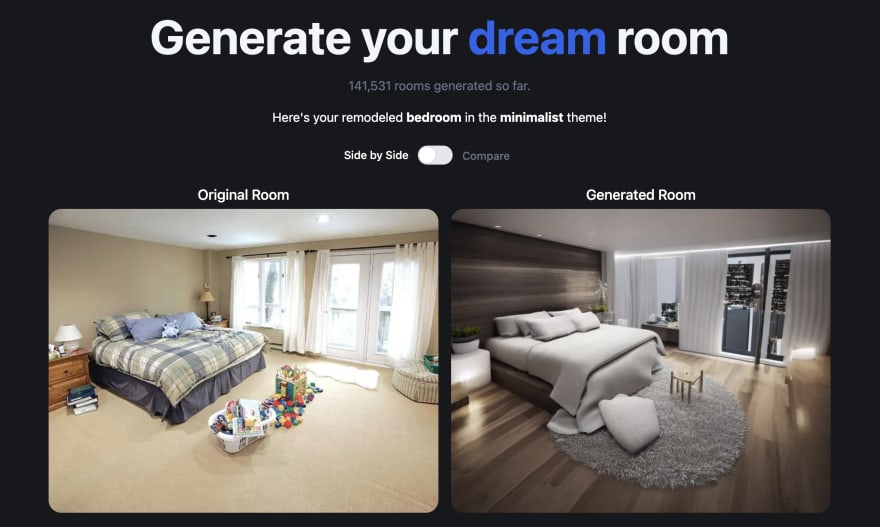 Generate your dream room
141,531 rooms generated so far.
Here's your remodeled bedroom in the minimalist theme!
Side by Side Compare
Original Room Generated Room